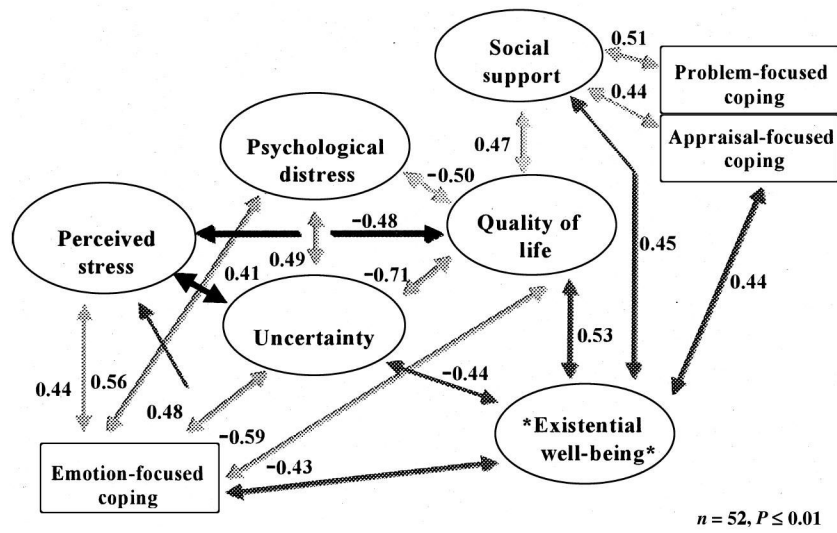 Social
support
0.51
Problem-focused
coping
0.44
Appraisal-focused
coping
Psychological
distress
0.47
−0.50
Perceived
stress
−0.48
Quality of
life
0.45
0.41
0.49
−0.71
0.44
Uncertainty
0.53
0.44
0.56
0.48
−0.44
−0.59
*Existential
well-being*
−0.43
Emotion-focused
coping
n = 52, P ≤ 0.01